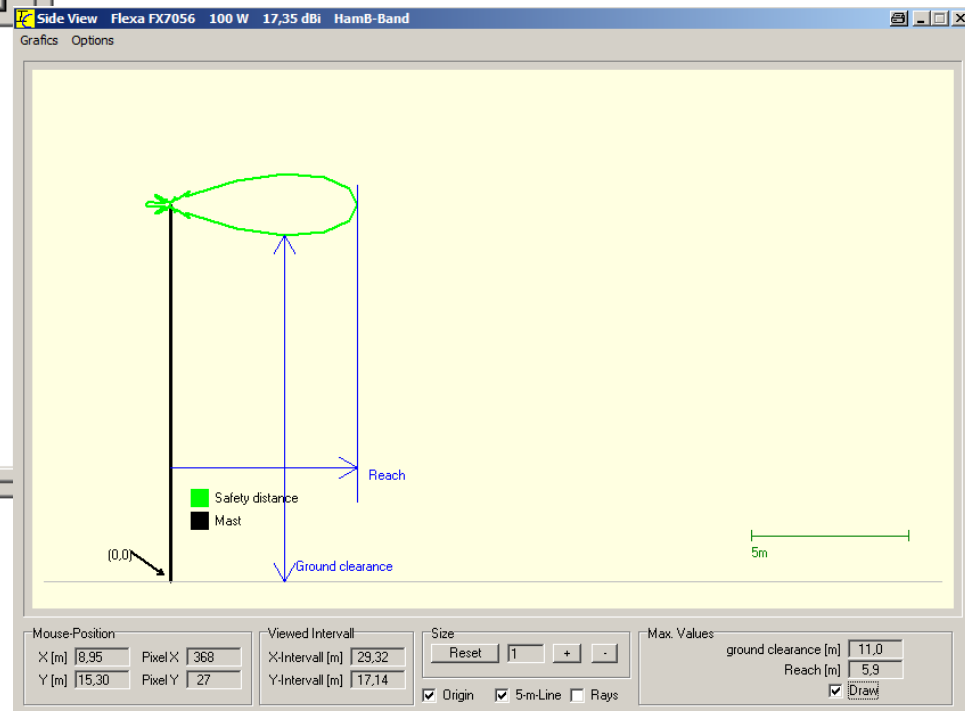 Side View Flexa FX7056 100 W 17,35 dBi HamB-Band
Grafics Options
Reach
Safety distance
Mast
5m
(0,0)
Ground clearance
Mouse-Position
X [m] 8,95 Pixel X 368
Y [m] 15,30 Pixel Y 27
Viewed Intervall
X-Intervall [m] 29,32
Y-Intervall [m] 17,14
Size
Reset 1 + -
Origin 5-m-Line Rays
Max. Values
ground clearance [m] 11,0
Reach [m] 5,9
Draw